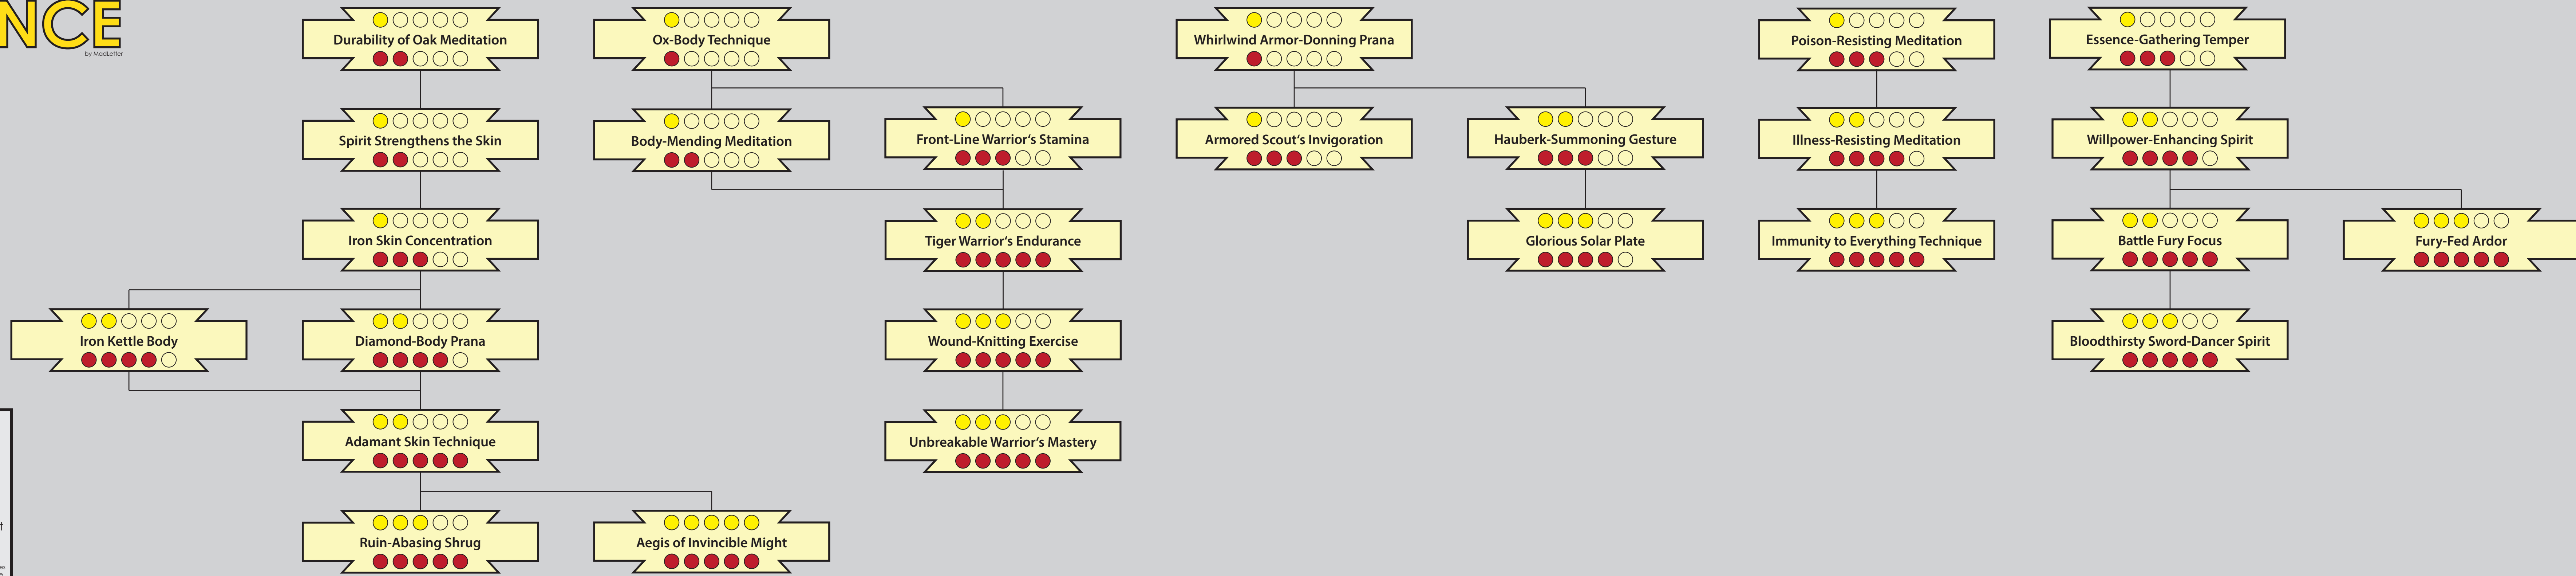 NCE
by MadLetter
Durability of Oak Meditation
Ox-Body Technique
Whirlwind Armor-Donning Prana
Poison-Resisting Meditation
Essence-Gathering Temper
Spirit Strengthens the Skin
Body-Mending Meditation
Front-Line Warrior's Stamina
Armored Scout's Invigoration
Hauberk-Summoning Gesture
Illness-Resisting Meditation
Willpower-Enhancing Spirit
Iron Skin Concentration
Tiger Warrior's Endurance
Glorious Solar Plate
Immunity to Everything Technique
Battle Fury Focus
Fury-Fed Ardor
Iron Kettle Body
Diamond-Body Prana
Wound-Knitting Exercise
Bloodthirsty Sword-Dancer Spirit
Adamant Skin Technique
Unbreakable Warrior's Mastery
Ruin-Abasing Shrug
Aegis of Invincible Might